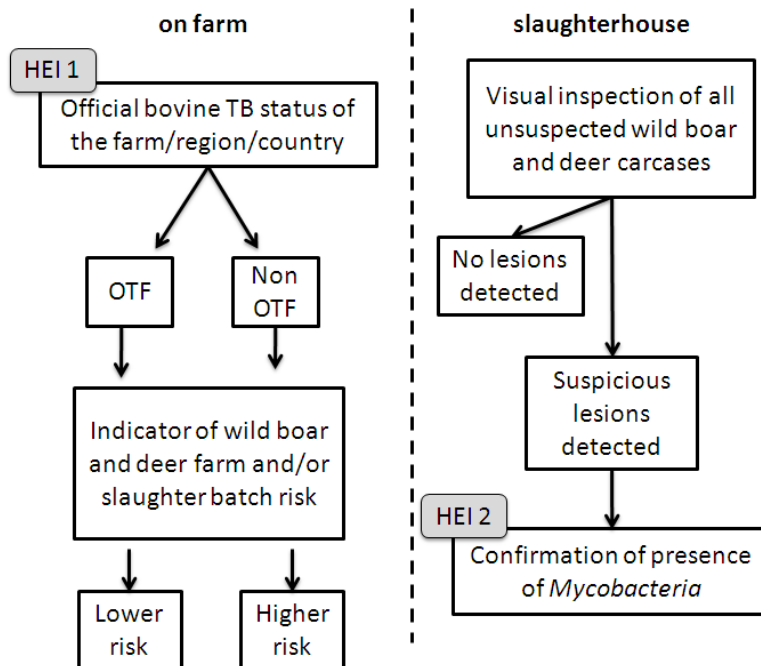 on farm
HEI 1
Official bovine TB status of
the farm/region/country
OTF
Non
OTF
Indicator of wild boar
and deer farm and/or
slaughter batch risk
Lower
risk
Higher
risk
slaughterhouse
Visual inspection of all
unsuspected wild boar
and deer carcases
No lesions
detected
Suspicious
lesions
detected
HEI 2
Confirmation of presence
of Mycobacteria